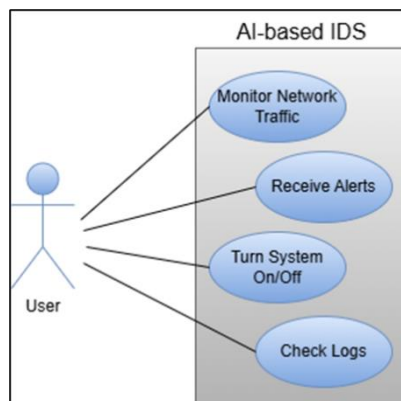 AI-based IDS
Monitor Network
Traffic
Receive Alerts
Turn System
On/Off
User
Check Logs